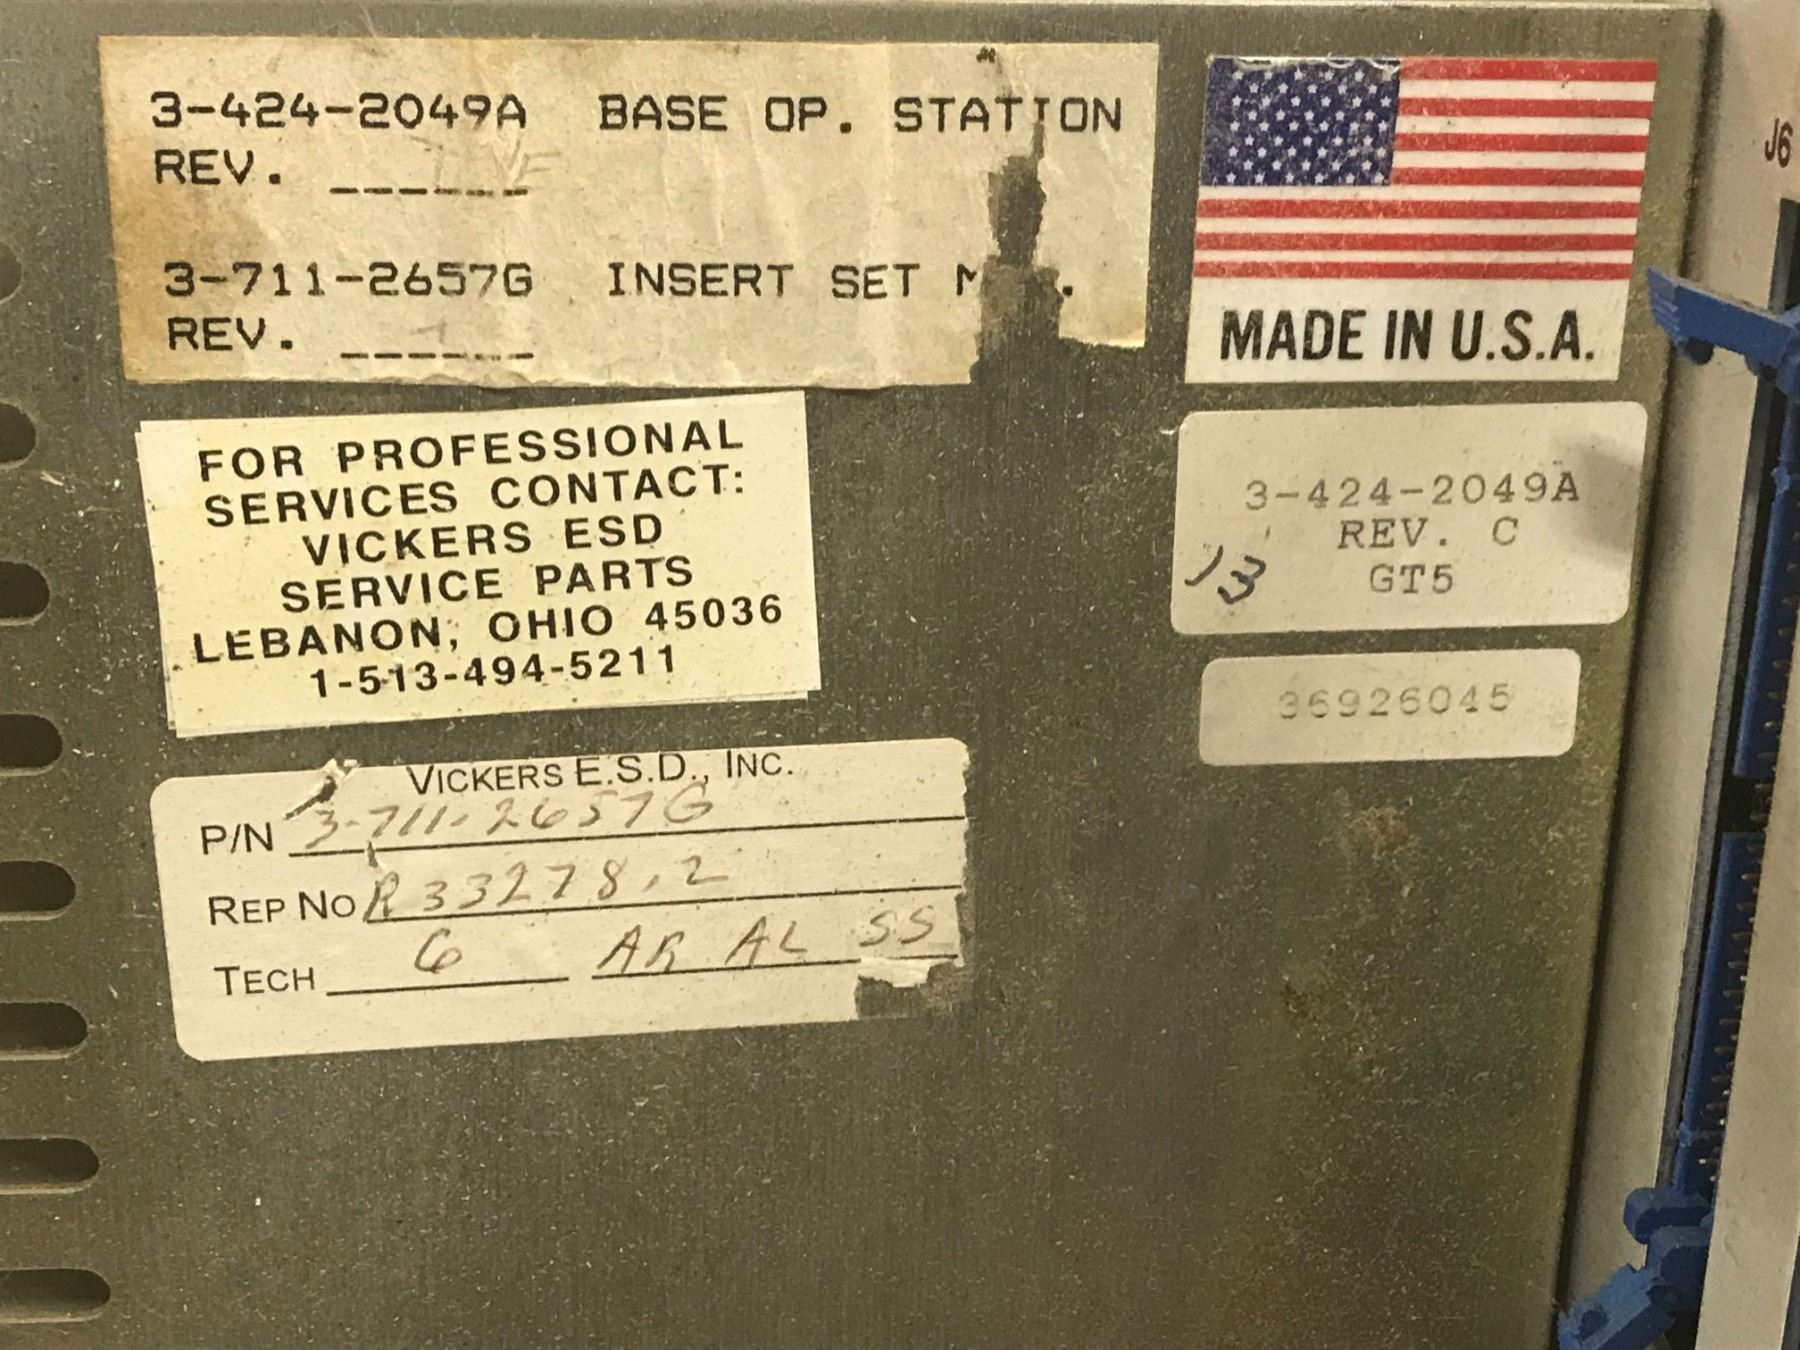 3-424-2049A BASE OP. STATION
REV. ______
3-711-2657G INSERT SET
REV. ______
MADE IN U.S.A.
FOR PROFESSIONAL
SERVICES CONTACT:
VICKERS ESD
SERVICE PARTS
LEBANON, OHIO 45036
1-513-494-5211
3-424-2049A
REV. C
GT5
13
36926045
VICKERS E.S.D., INC.
P/N 3-711-2657G
REP NO R33278.2
TECH 6 AR AL SS
J6